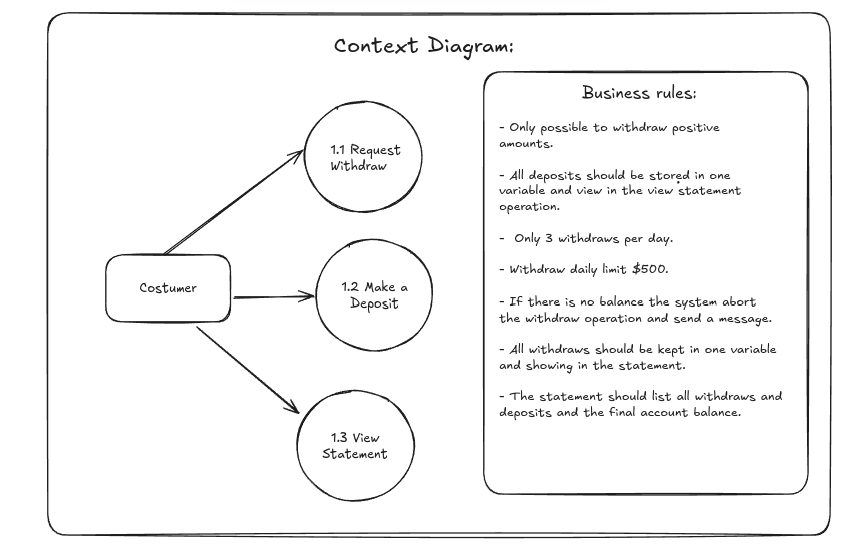 Context Diagram:
Business rules:
- Only possible to withdraw positive
amounts.
- All deposits should be stored in one
variable and view in the view statement
operation.
- Only 3 withdraws per day.
- Withdraw daily limit $500.
- If there is no balance the system abort
the withdraw operation and send a message.
- All withdraws should be kept in one variable
and showing in the statement.
- The statement should list all withdraws and
deposits and the final account balance.
1.1 Request
Withdraw
Costumer
1.2 Make a
Deposit
1.3 View
Statement